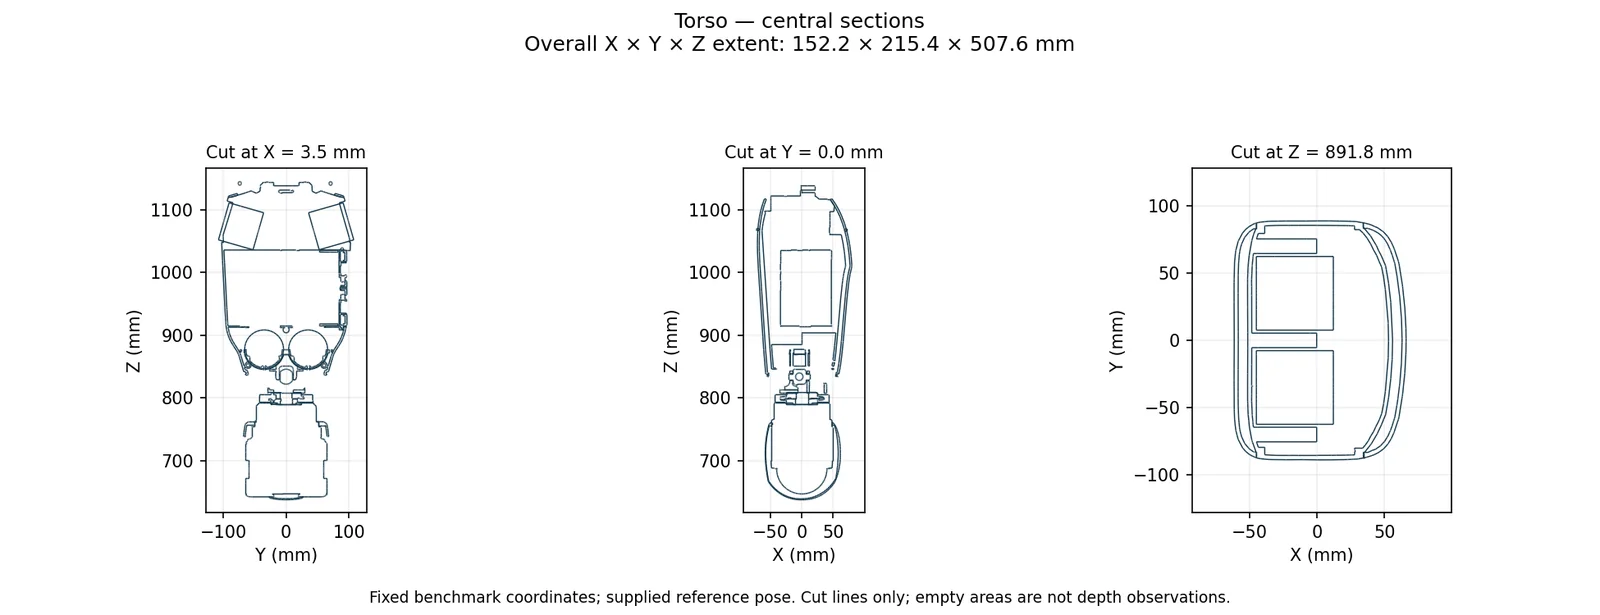 Torso — central sections
Overall X × Y × Z extent: 152.2 × 215.4 × 507.6 mm
Cut at X = 3.5 mm
Cut at Y = 0.0 mm
Cut at Z = 891.8 mm
1100
1000
900
800
700
Z (mm)
−100 0 100
Y (mm)
1100
1000
900
800
700
Z (mm)
−50 0 50
X (mm)
100
50
0
−50
−100
Y (mm)
−50 0 50
X (mm)
Fixed benchmark coordinates; supplied reference pose. Cut lines only; empty areas are not depth observations.